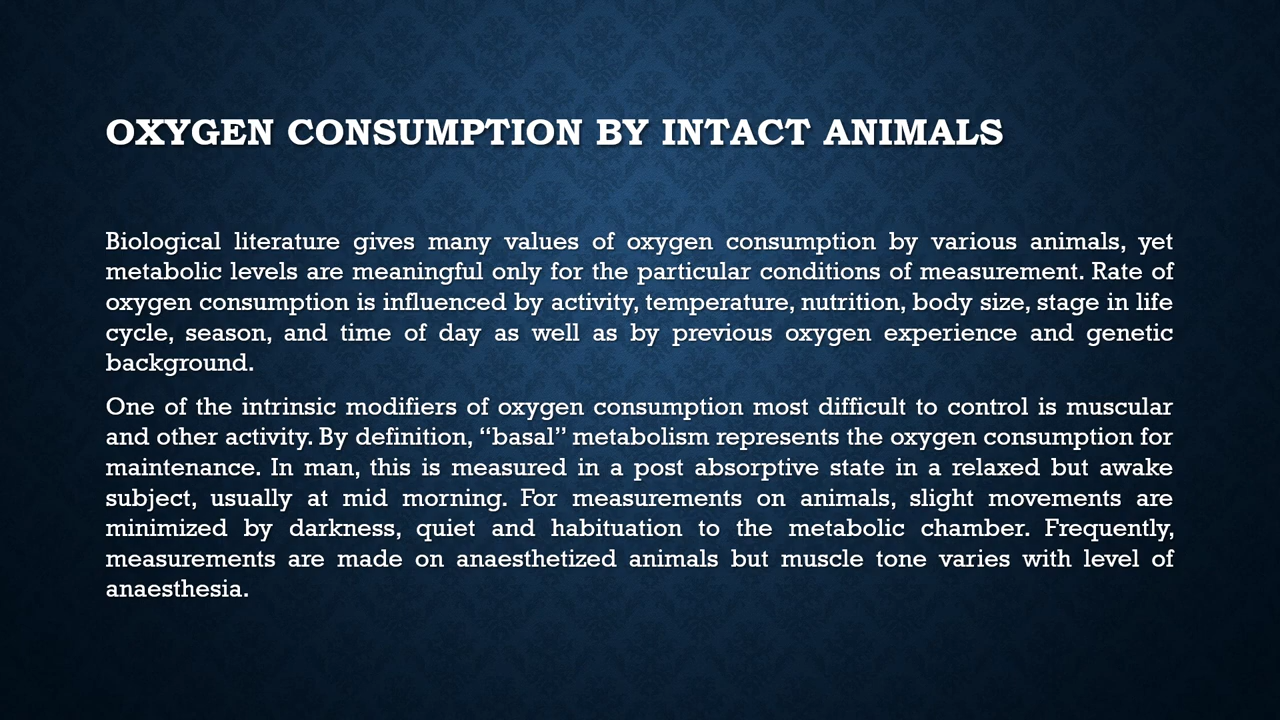 OXYGEN CONSUMPTION BY INTACT ANIMALS
Biological literature gives many values of oxygen consumption by various animals, yet
metabolic levels are meaningful only for the particular conditions of measurement. Rate of
oxygen consumption is influenced by activity, temperature, nutrition, body size, stage in life
cycle, season, and time of day as well as by previous oxygen experience and genetic
background.
One of the intrinsic modifiers of oxygen consumption most difficult to control is muscular
and other activity. By definition, “basal” metabolism represents the oxygen consumption for
maintenance. In man, this is measured in a post absorptive state in a relaxed but awake
subject, usually at mid morning. For measurements on animals, slight movements are
minimized by darkness, quiet and habituation to the metabolic chamber. Frequently,
measurements are made on anaesthetized animals but muscle tone varies with level of
anaesthesia.